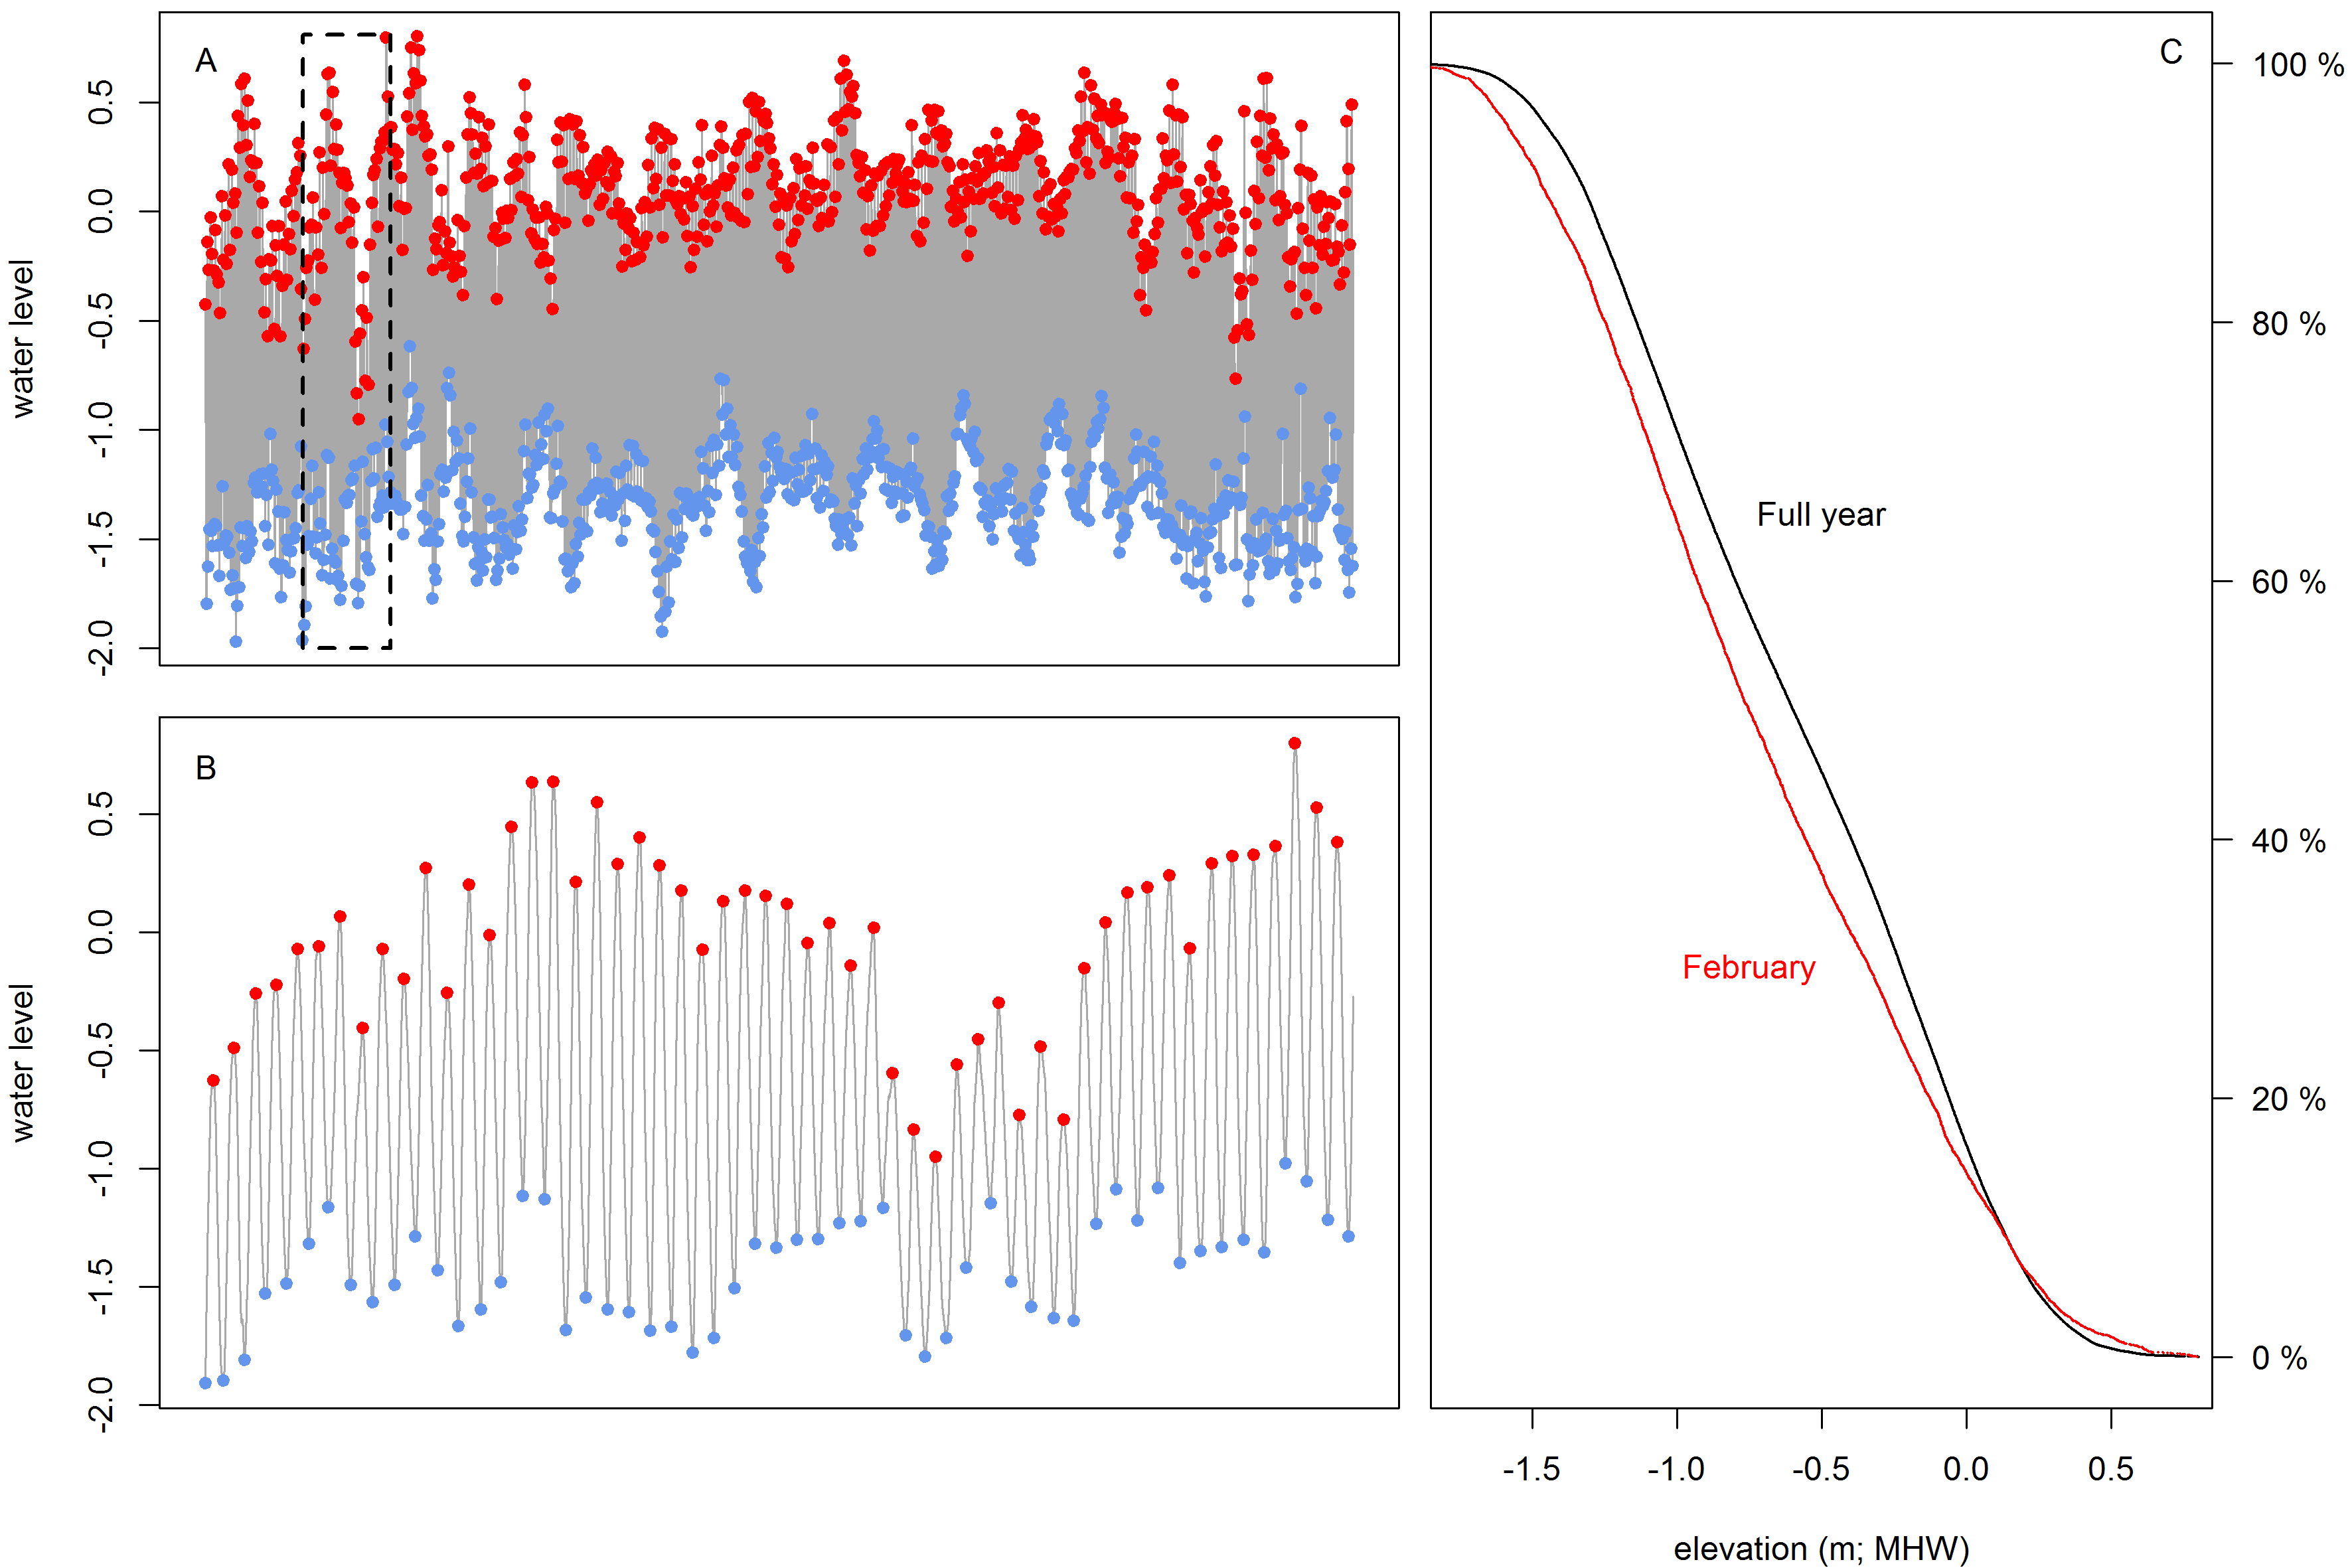 A
water level
0.5
0.0
-0.5
-1.0
-1.5
-2.0
B
water level
0.5
0.0
-0.5
-1.0
-1.5
-2.0
C
Full year
February
100 %
80 %
60 %
40 %
20 %
0 %
-1.5 -1.0 -0.5 0.0 0.5
elevation (m; MHW)